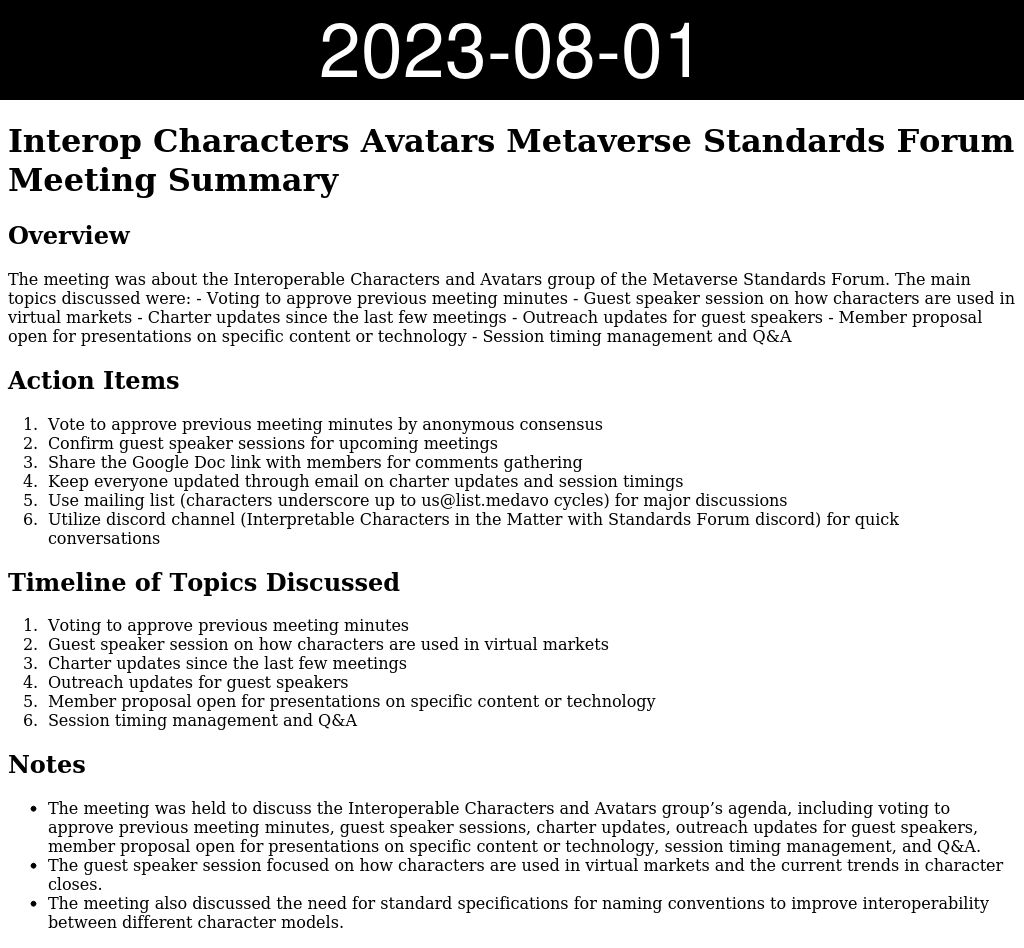 2023-08-01
Interop Characters Avatars Metaverse Standards Forum
Meeting Summary
Overview
The meeting was about the Interoperable Characters and Avatars group of the Metaverse Standards Forum. The main
topics discussed were: - Voting to approve previous meeting minutes - Guest speaker session on how characters are used in
virtual markets - Charter updates since the last few meetings - Outreach updates for guest speakers - Member proposal
open for presentations on specific content or technology - Session timing management and Q&A
Action Items
1. Vote to approve previous meeting minutes by anonymous consensus
2. Confirm guest speaker sessions for upcoming meetings
3. Share the Google Doc link with members for comments gathering
4. Keep everyone updated through email on charter updates and session timings
5. Use mailing list (characters underscore up to us@list.medavo cycles) for major discussions
6. Utilize discord channel (Interpretable Characters in the Matter with Standards Forum discord) for quick
conversations
Timeline of Topics Discussed
1. Voting to approve previous meeting minutes
2. Guest speaker session on how characters are used in virtual markets
3. Charter updates since the last few meetings
4. Outreach updates for guest speakers
5. Member proposal open for presentations on specific content or technology
6. Session timing management and Q&A
Notes
• The meeting was held to discuss the Interoperable Characters and Avatars group’s agenda, including voting to
approve previous meeting minutes, guest speaker sessions, charter updates, outreach updates for guest speakers,
member proposal open for presentations on specific content or technology, session timing management, and Q&A.
• The guest speaker session focused on how characters are used in virtual markets and the current trends in character
closes.
• The meeting also discussed the need for standard specifications for naming conventions to improve interoperability
between different character models.